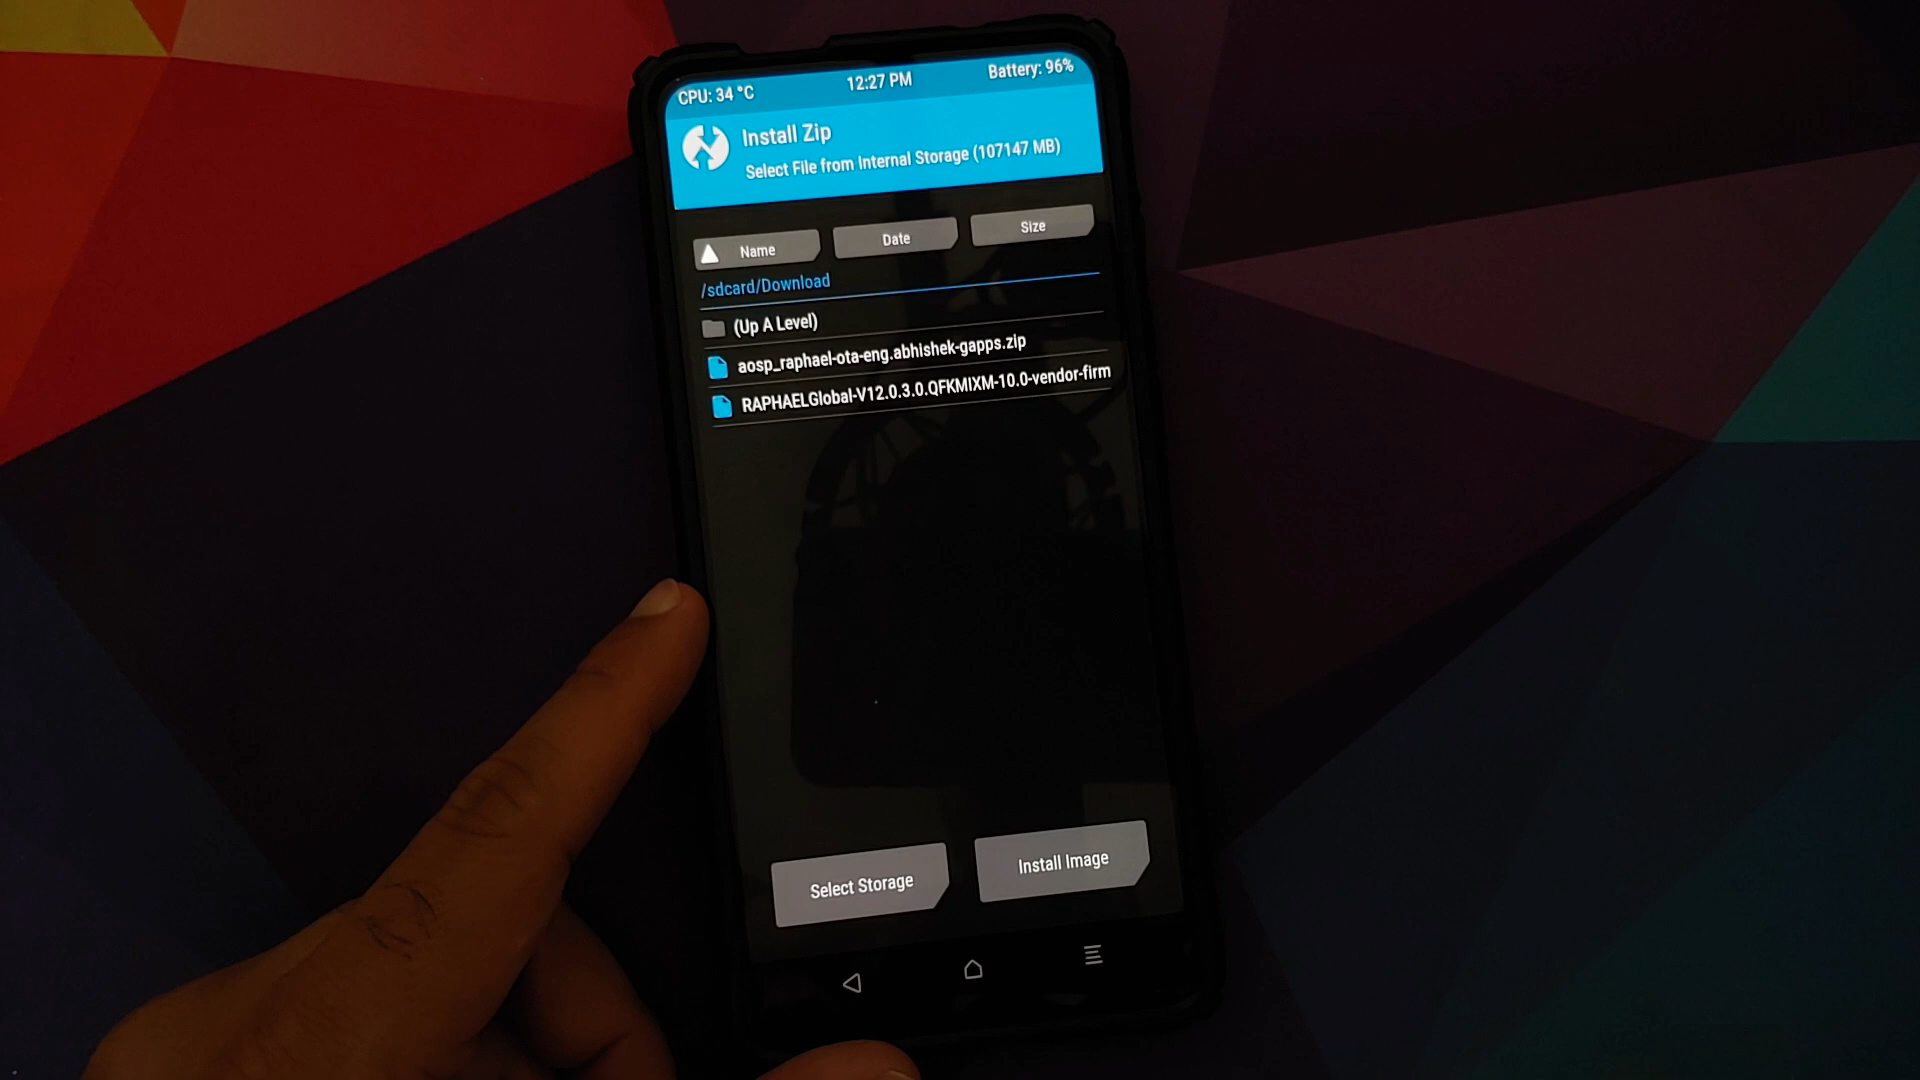 CPU: 34 °C 12:27 PM Battery: 96%
Install Zip
Select File from Internal Storage (107147 MB)
Name Date Size
/sdcard/Download
(Up A Level)
aosp_raphael-ota-eng.abhishek-gapps.zip
RAPHAELGlobal-V12.0.3.0.QFKMIXM-10.0-vendor-firm
Select Storage Install Image